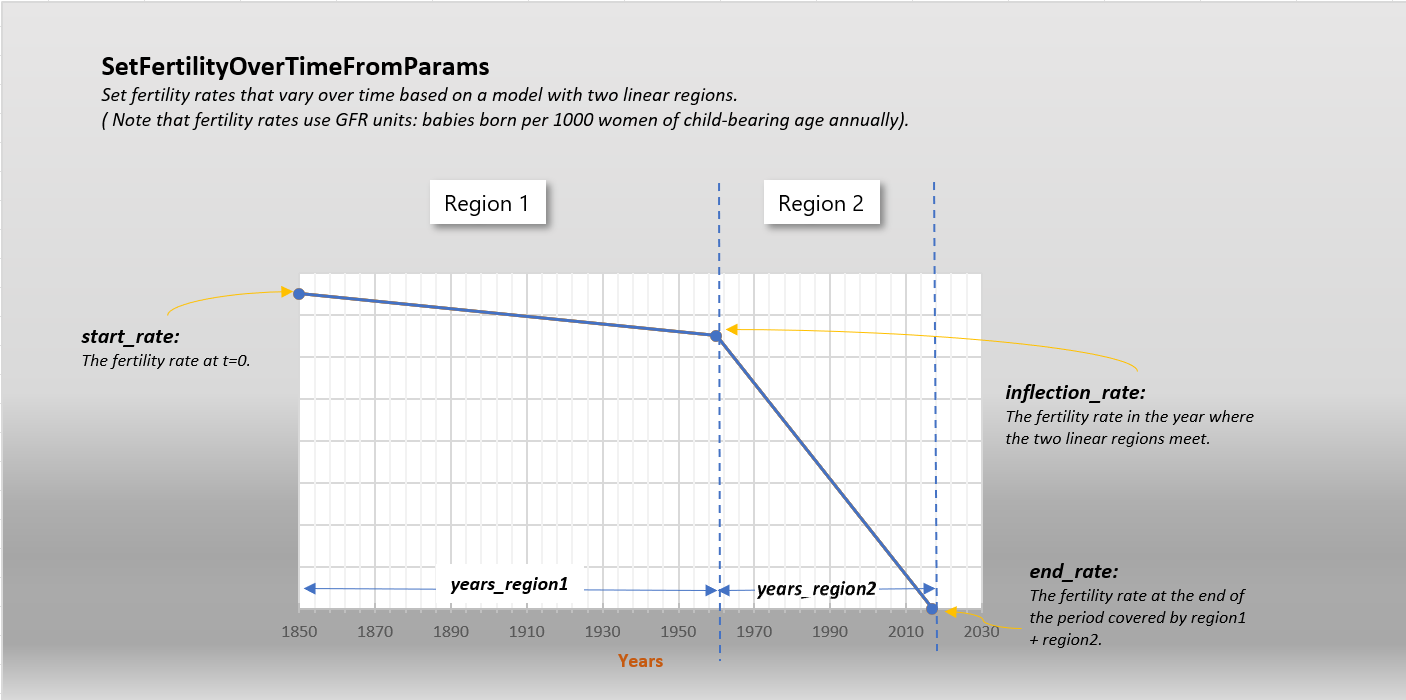 SetFertilityOverTimeFromParams
Set fertility rates that vary over time based on a model with two linear regions.
( Note that fertility rates use GFR units: babies born per 1000 women of child-bearing age annually).
Region 1
Region 2
start_rate:
The fertility rate at t=0.
inflection_rate:
The fertility rate in the year where
the two linear regions meet.
end_rate:
The fertility rate at the end of
the period covered by region1
+ region2.
years_region1
years_region2
1850 1870 1890 1910 1930 1950 1970 1990 2010 2030
Years